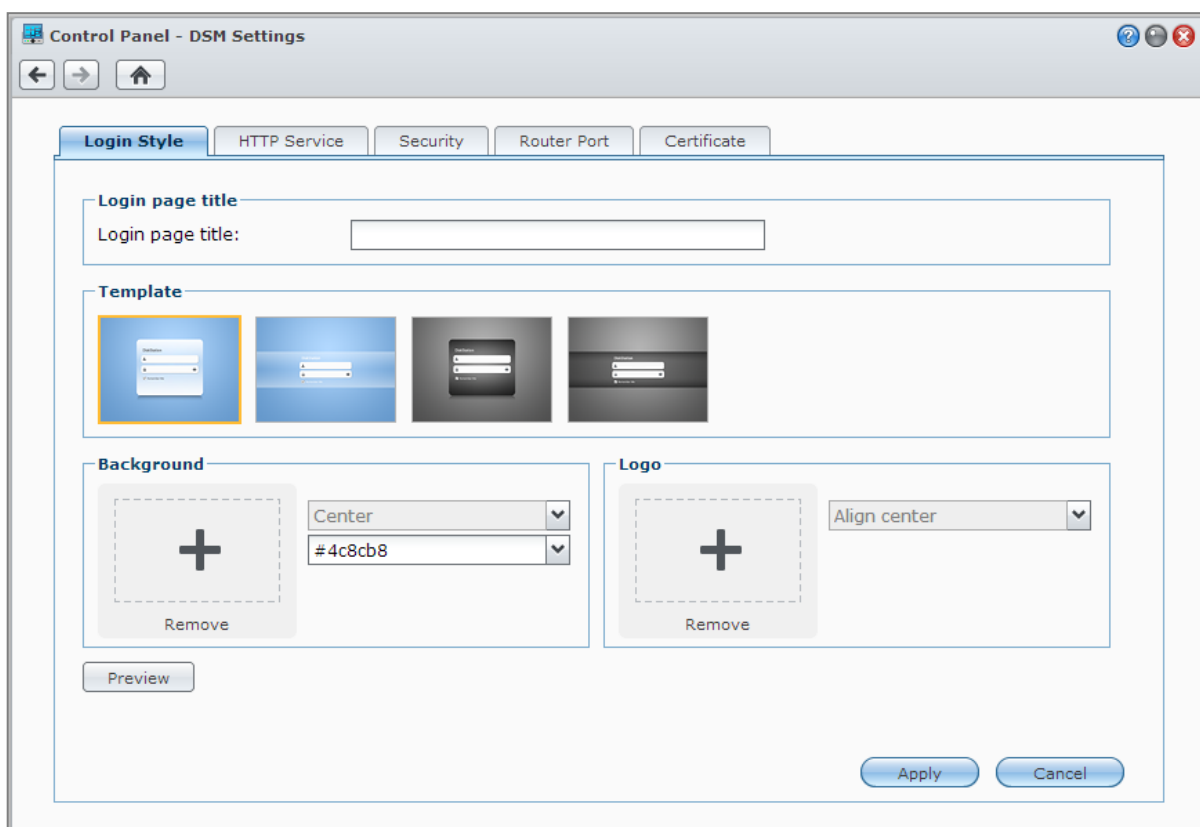 Control Panel - DSM Settings
Login Style HTTP Service Security Router Port Certificate
Login page title
Login page title:
Template
Background
Logo
Center
Align center
#4c8cb8
Remove
Remove
Preview
Apply Cancel